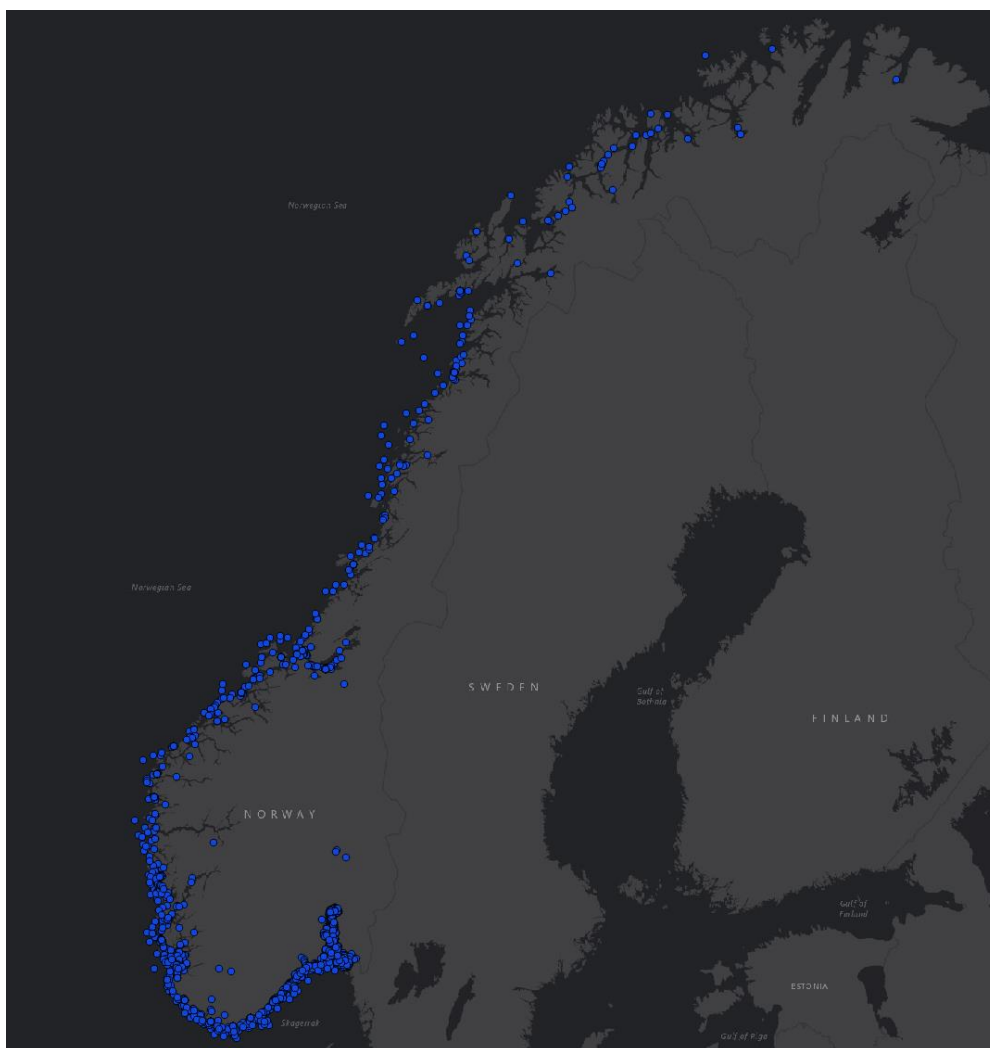 Norwegian Sea
Norwegian Sea
SWEDEN
Gulf of
Bothnia
FINLAND
NORWAY
Gulf of
Finland
ESTONIA
Skagerrak
Gulf of Riga